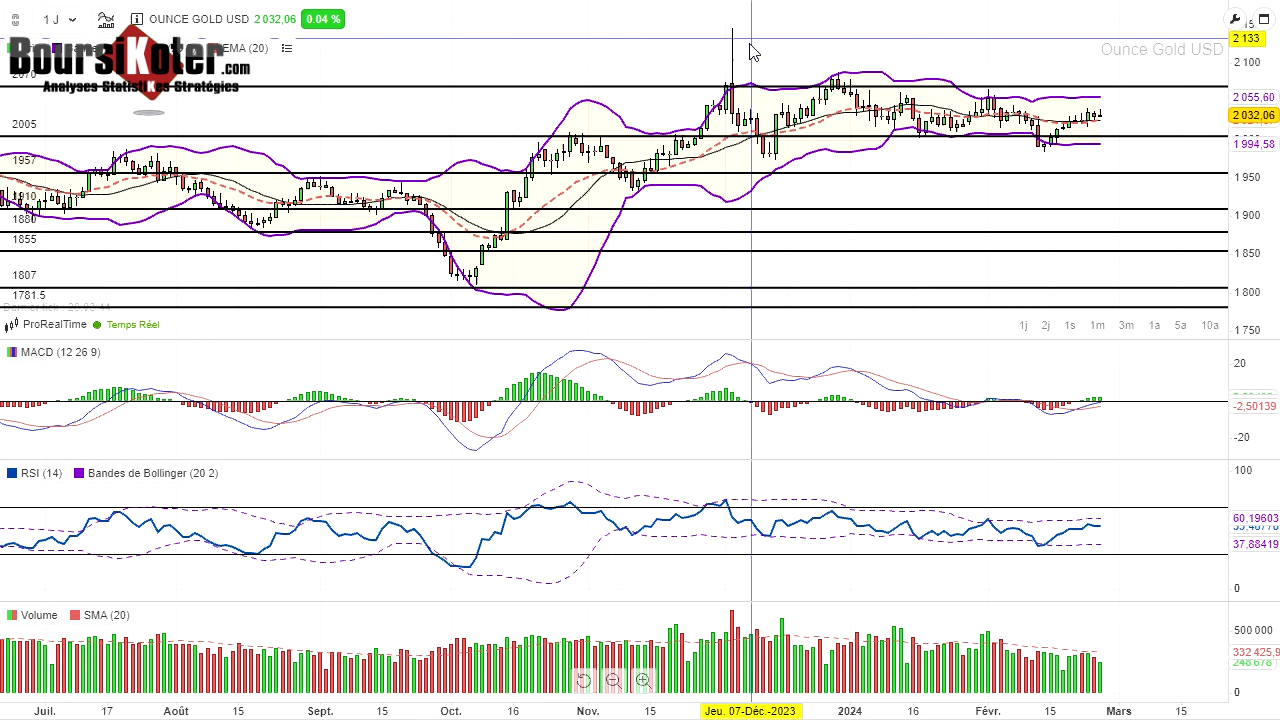 1 J OUNCE GOLD USD 2 032,06 0.04 %
EMA (20)
BoursiKoter.com
Analyses StatistiKes Stratégies
Ounce Gold USD
2070
2005
1957
1910
1880
1855
1807
1781.5
2 133
2 100
2 055,60
2 032,06
1 994,58
1 950
1 900
1 850
1 800
1 750
ProRealTime Temps Réel
1j 2j 1s 1m 3m 1a 5a 10a
MACD (12 26 9)
20
-2,50139
-20
RSI (14) Bandes de Bollinger (20 2)
100
60,19603
37,88419
0
Volume SMA (20)
500 000
332 425,9
248 678
0
Juil. 17 Août 15 Sept. 15 Oct. 16 Nov. 15 Jeu. 07-Déc.-2023 2024 16 Févr. 15 Mars 15